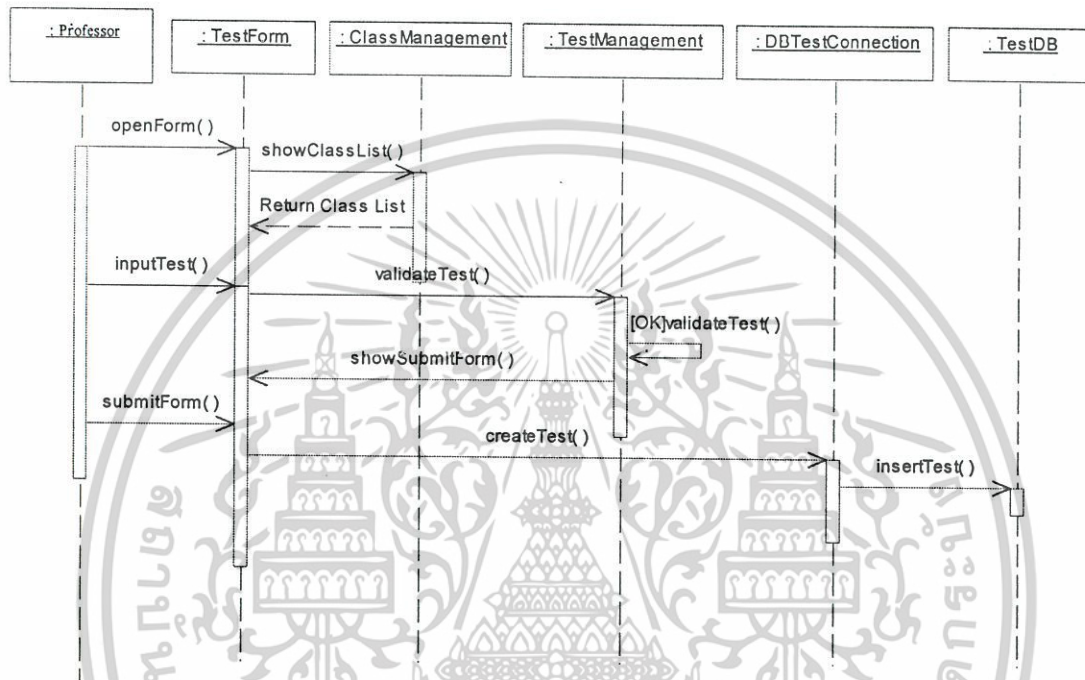 : Professor
: TestForm
: ClassManagement
: TestManagement
: DBTestConnection
: TestDB
openForm( )
showClassList( )
Return Class List
inputTest( )
validateTest( )
[OK]validateTest( )
showSubmitForm( )
submitForm( )
createTest( )
insertTest( )